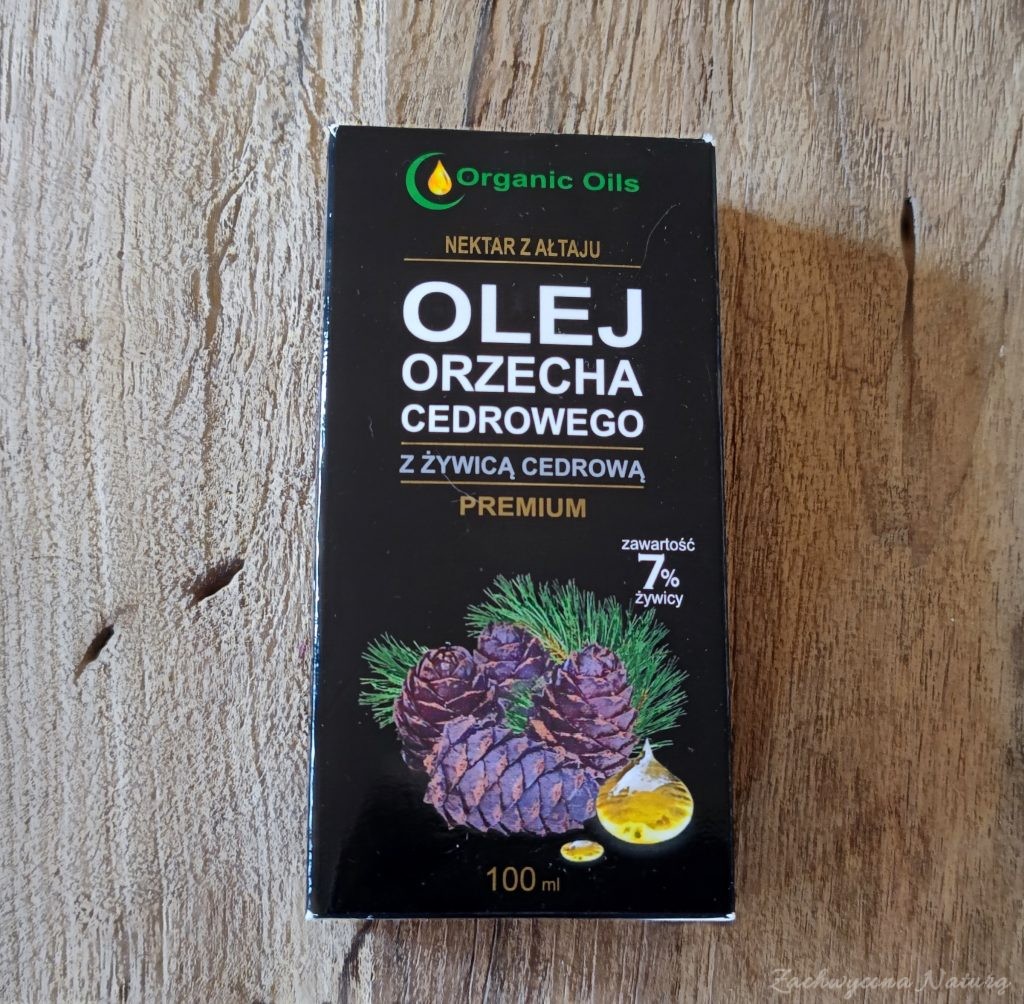 Organic Oils
NEKTAR Z AŁTAJU
OLEJ
ORZECHA
CEDROWEGO
Z ŻYWICĄ CEDROWĄ
PREMIUM
zawartość
7%
żywicy
100 ml
Zachwycona Naturą